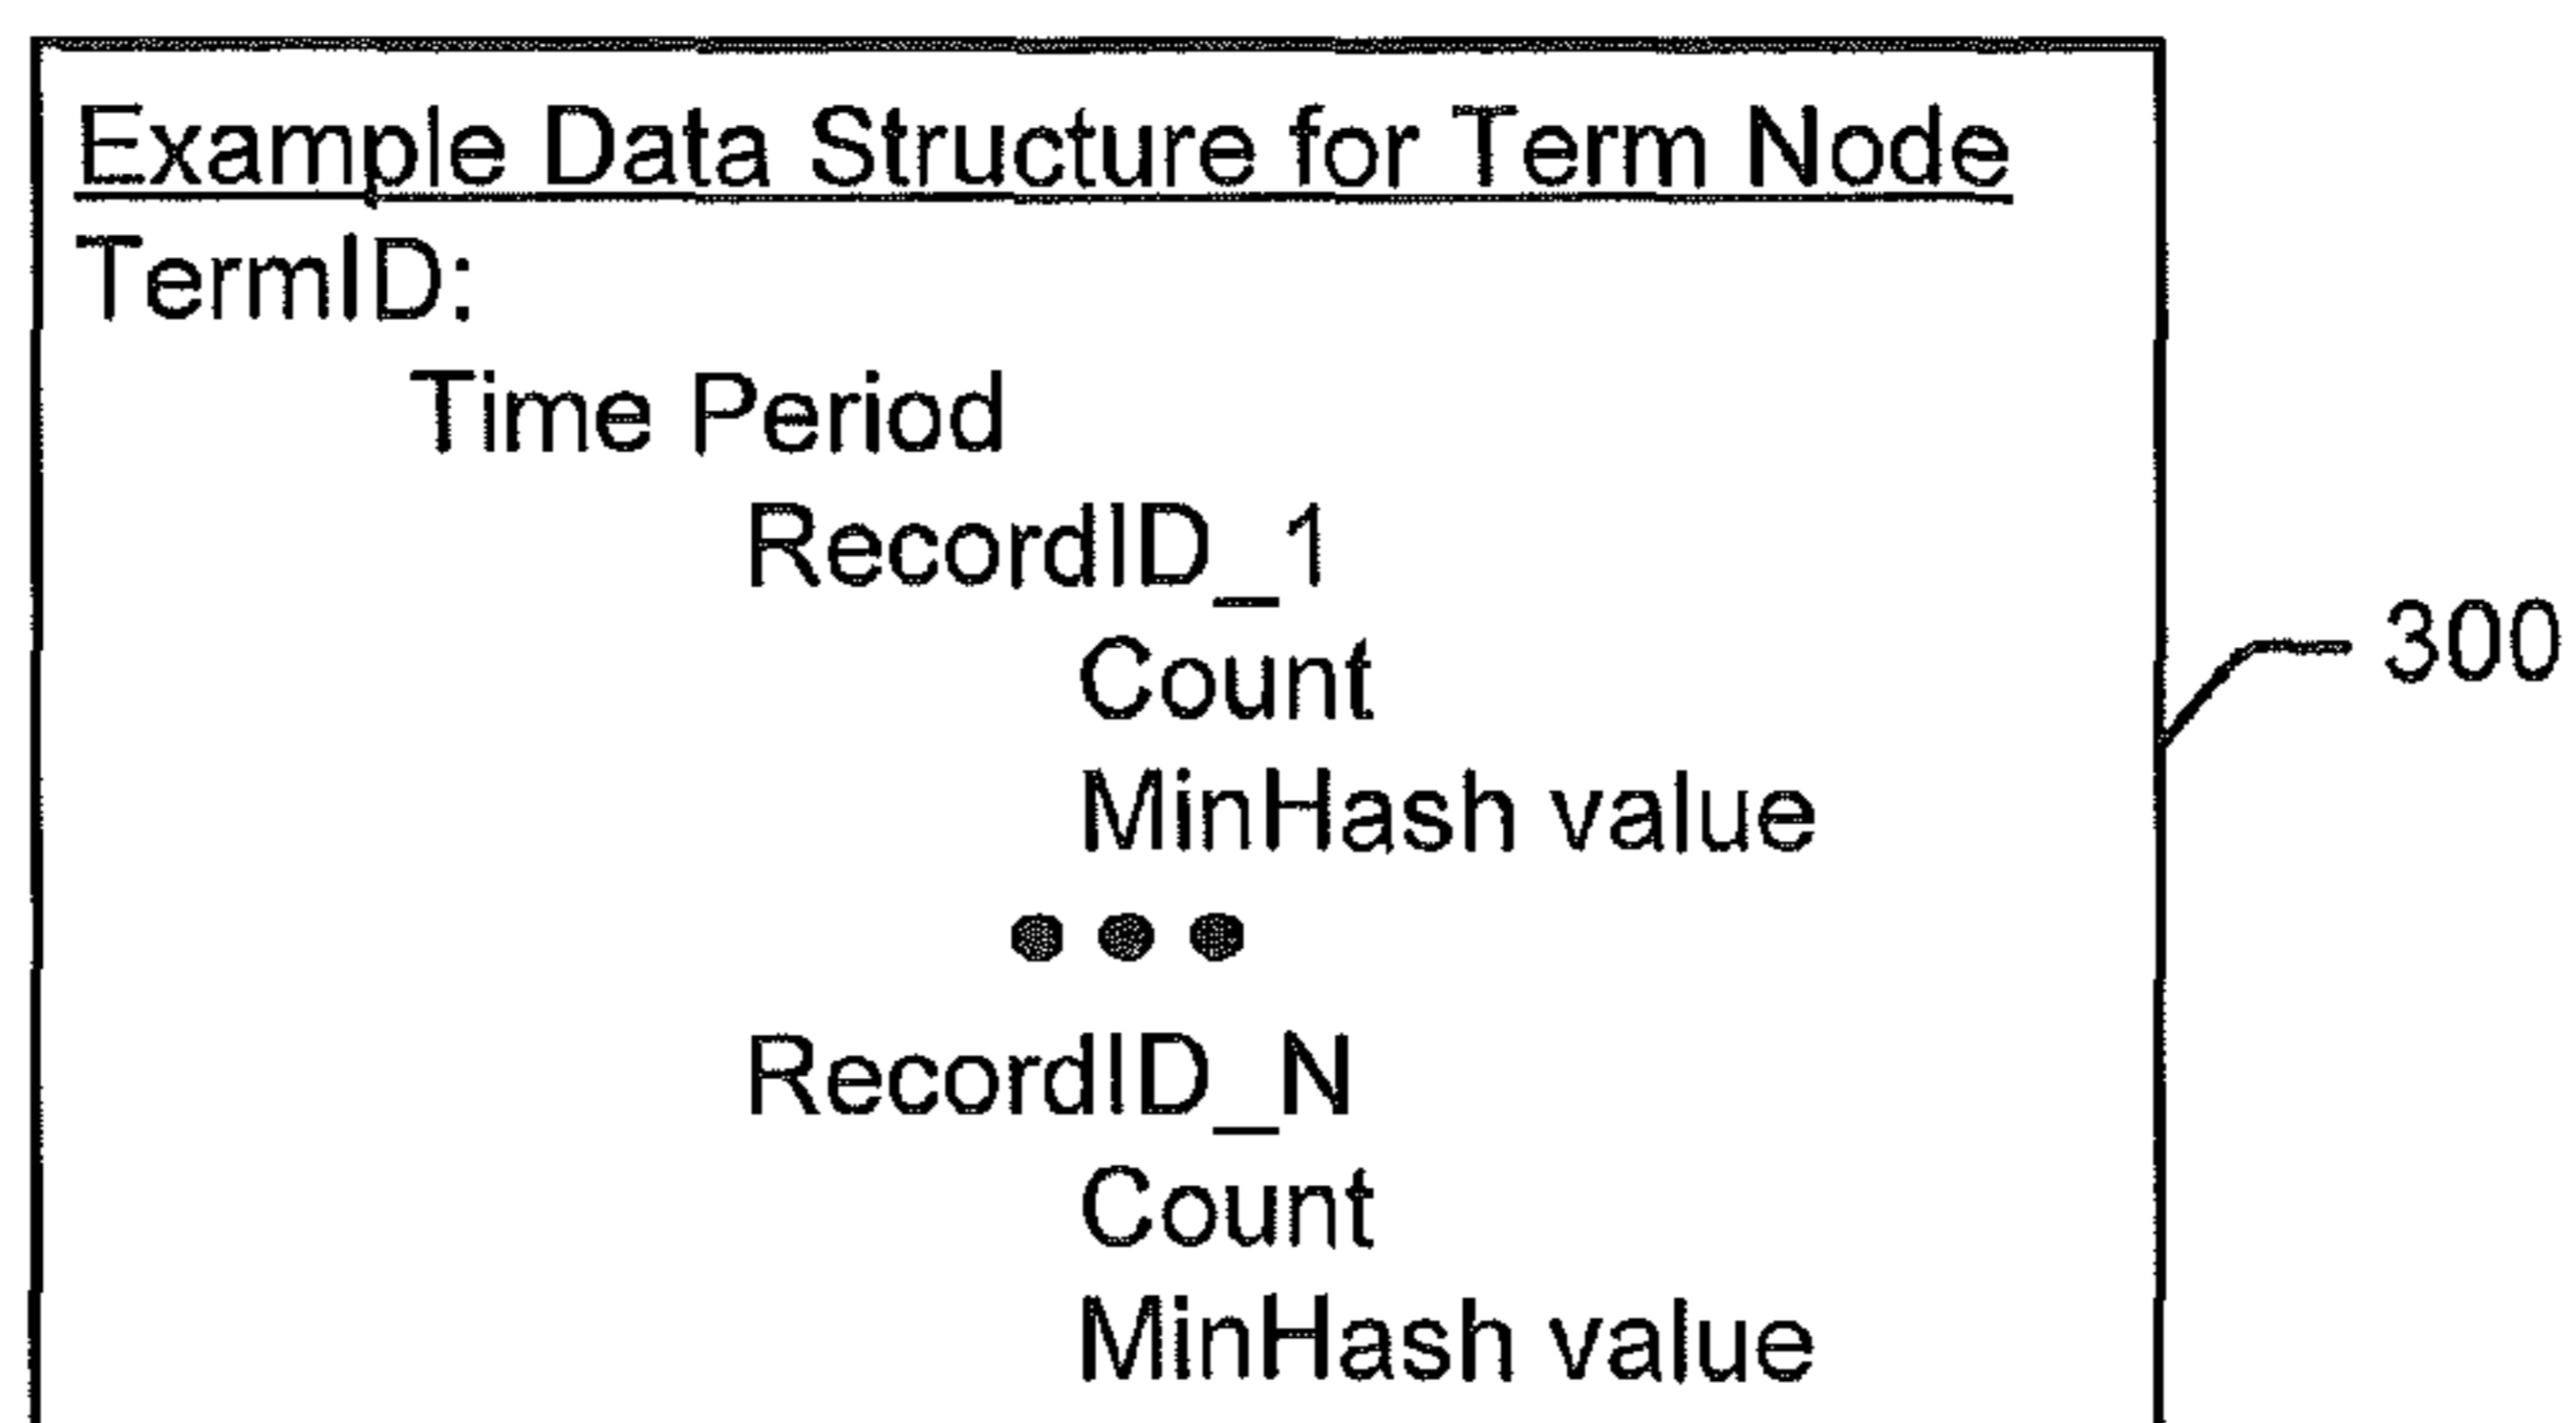 Example Data Structure for Term Node
TermID:
Time Period
RecordID_1
Count
MinHash value
300
RecordID_N
Count
MinHash value